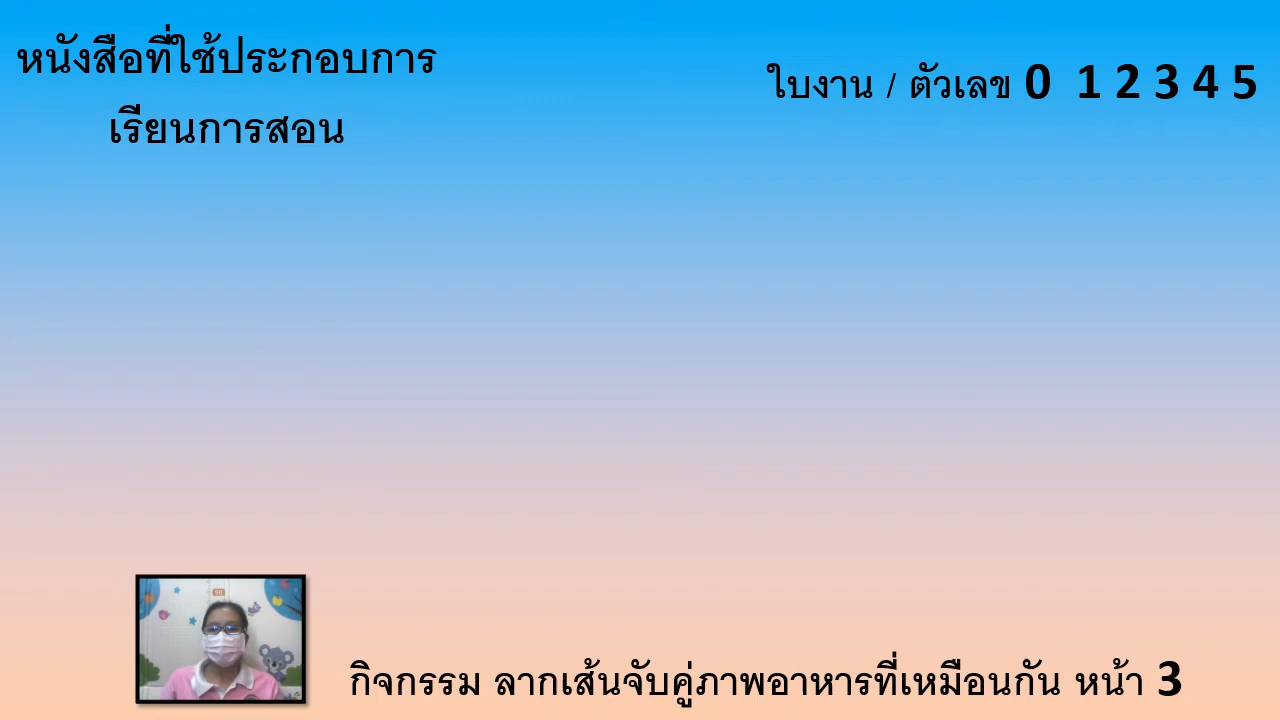 หนังสือที่ใช้ประกอบการ
เรียนการสอน
ใบงาน / ตัวเลข 0 1 2 3 4 5
90
กิจกรรม ลากเส้นจับคู่ภาพอาหารที่เหมือนกัน หน้า 3